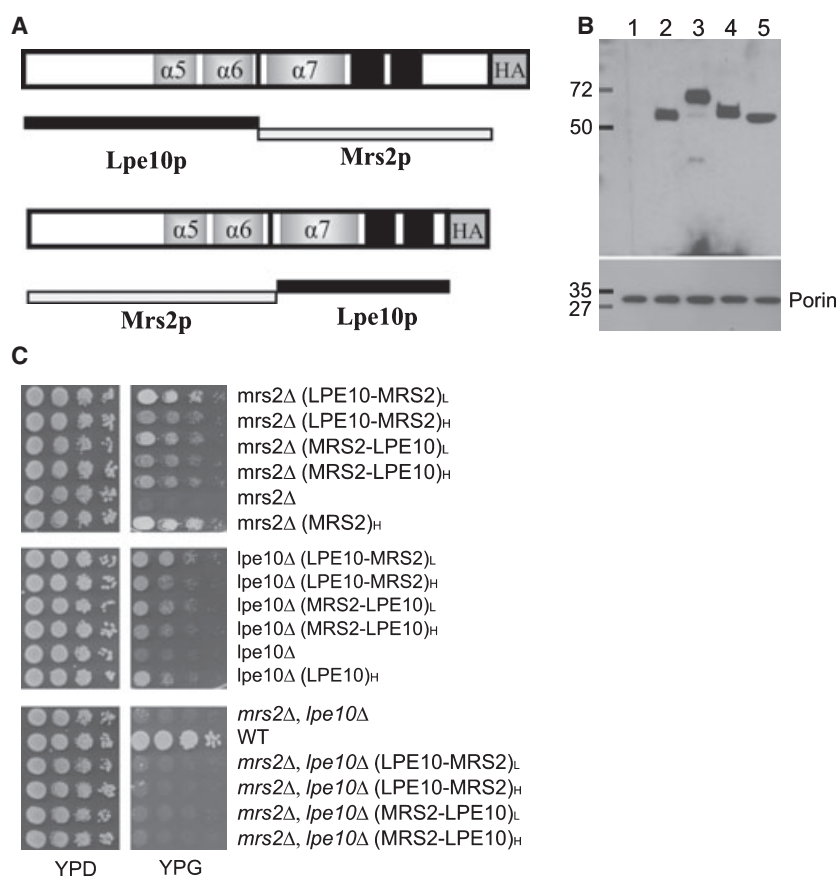 A
α5 α6 α7 HA
Lpe10p Mrs2p
α5 α6 α7 HA
Mrs2p Lpe10p
B
1 2 3 4 5
72
50
35
27
Porin
C
mrs2Δ (LPE10-MRS2)L
mrs2Δ (LPE10-MRS2)H
mrs2Δ (MRS2-LPE10)L
mrs2Δ (MRS2-LPE10)H
mrs2Δ
mrs2Δ (MRS2)H
lpe10Δ (LPE10-MRS2)L
lpe10Δ (LPE10-MRS2)H
lpe10Δ (MRS2-LPE10)L
lpe10Δ (MRS2-LPE10)H
lpe10Δ
lpe10Δ (LPE10)H
mrs2Δ, lpe10Δ
WT
mrs2Δ, lpe10Δ (LPE10-MRS2)L
mrs2Δ, lpe10Δ (LPE10-MRS2)H
mrs2Δ, lpe10Δ (MRS2-LPE10)L
mrs2Δ, lpe10Δ (MRS2-LPE10)H
YPD YPG